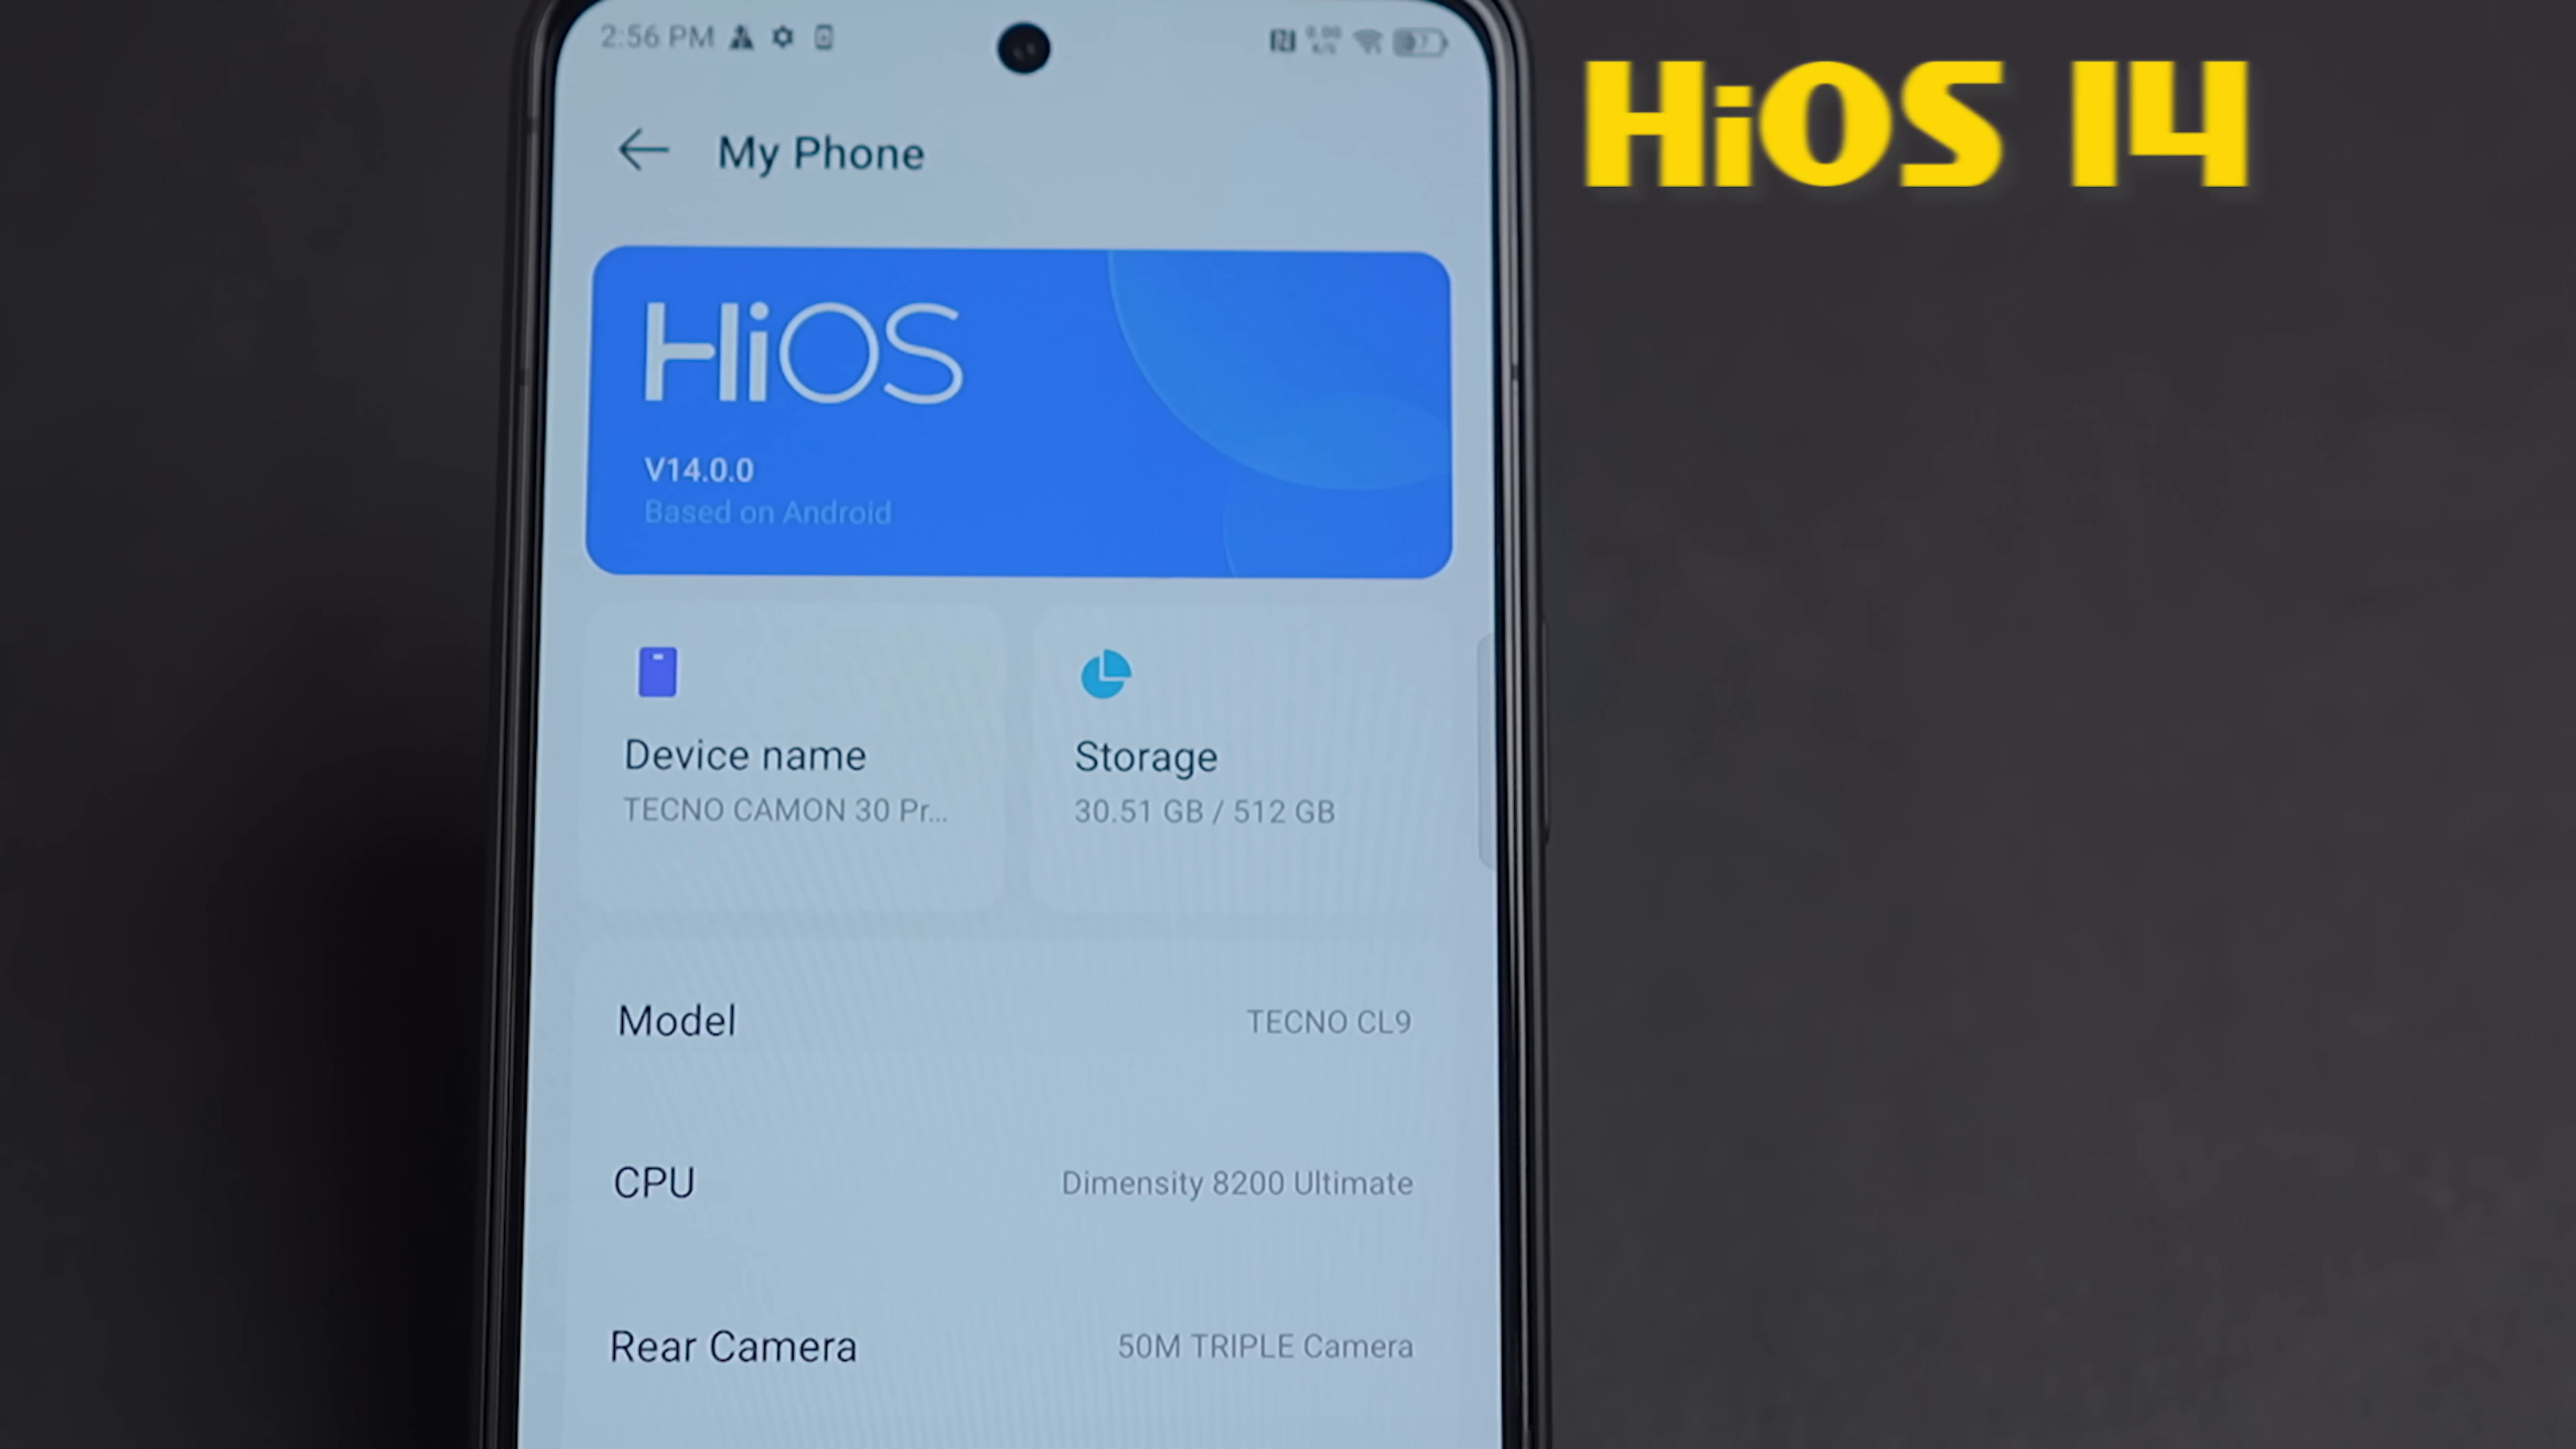 2:56 PM
HiOS 14
My Phone
HiOS
V14.0.0
Based on Android
Device name
TECNO CAMON 30 Pr...
Storage
30.51 GB / 512 GB
Model
TECNO CL9
CPU
Dimensity 8200 Ultimate
Rear Camera
50M TRIPLE Camera